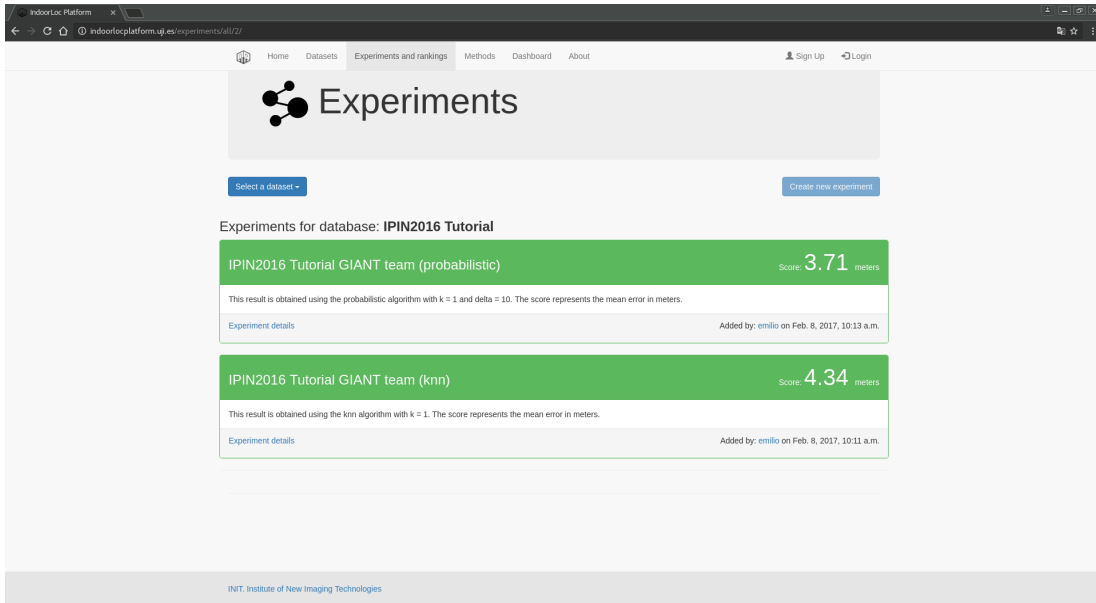 IndoorLoc Platform
indoorlocplatform.uji.es/experiments/all/2/
Home Datasets Experiments and rankings Methods Dashboard About Sign Up Login
Experiments
Select a dataset Create new experiment
Experiments for database: IPIN2016 Tutorial
IPIN2016 Tutorial GIANT team (probabilistic) Score: 3.71 meters
This result is obtained using the probabilistic algorithm with k = 1 and delta = 10. The score represents the mean error in meters.
Experiment details Added by: emilio on Feb. 8, 2017, 10:13 a.m.
IPIN2016 Tutorial GIANT team (knn) Score: 4.34 meters
This result is obtained using the knn algorithm with k = 1. The score represents the mean error in meters.
Experiment details Added by: emilio on Feb. 8, 2017, 10:11 a.m.
INIT. Institute of New Imaging Technologies